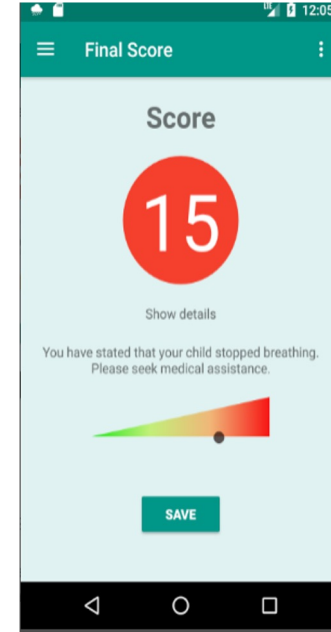 LTE 12:05
Final Score
Score
15
Show details
You have stated that your child stopped breathing.
Please seek medical assistance.
SAVE